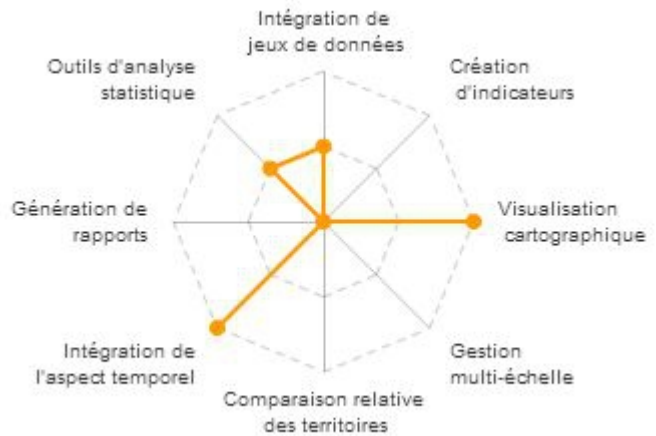 Intégration de
jeux de données
Création
d'indicateurs
Visualisation
cartographique
Gestion
multi-échelle
Comparaison relative
des territoires
Intégration de
l'aspect temporel
Génération de
rapports
Outils d'analyse
statistique